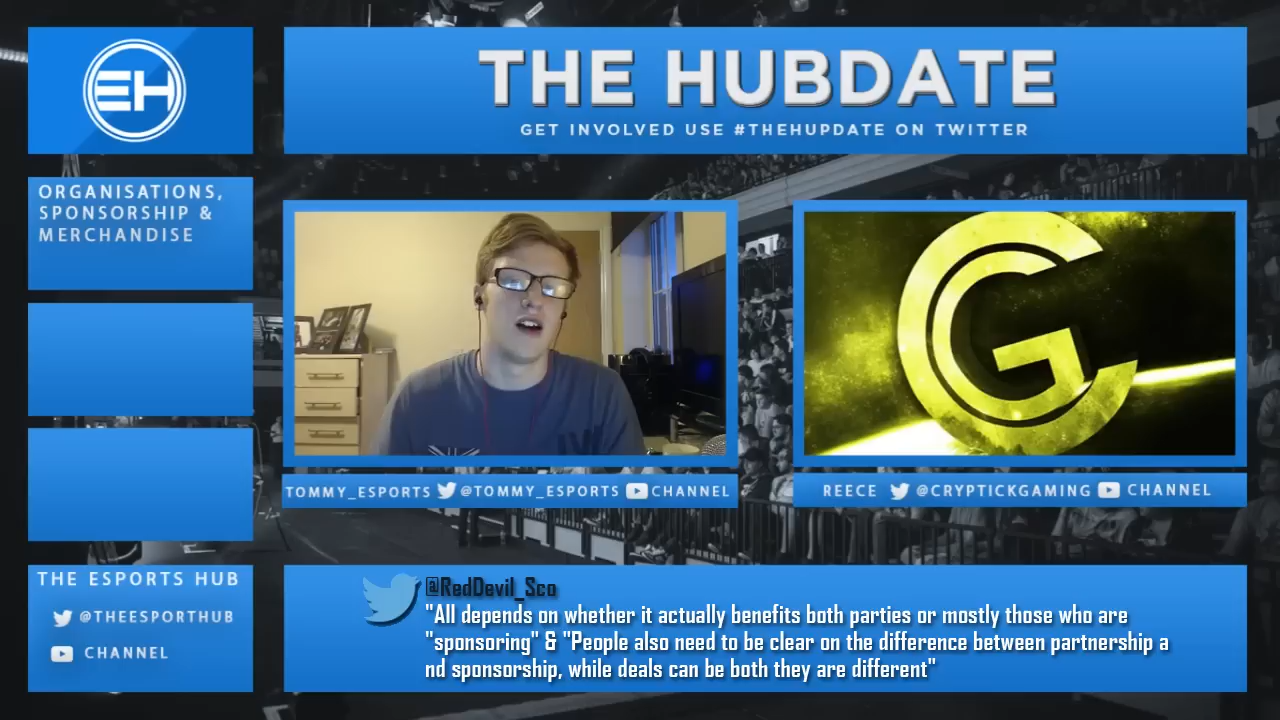 EH
THE HUBDATE
GET INVOLVED USE #THEHUPDATE ON TWITTER
ORGANISATIONS,
SPONSORSHIP &
MERCHANDISE
TOMMY_ESPORTS @TOMMY_ESPORTS CHANNEL
REECE @CRYPTICKGAMING CHANNEL
THE ESPORTS HUB
@THEESPORTHUB
CHANNEL
@RedDevil_Sco
"All depends on whether it actually benefits both parties or mostly those who are
"sponsoring" & "People also need to be clear on the difference between partnership a
nd sponsorship, while deals can be both they are different"